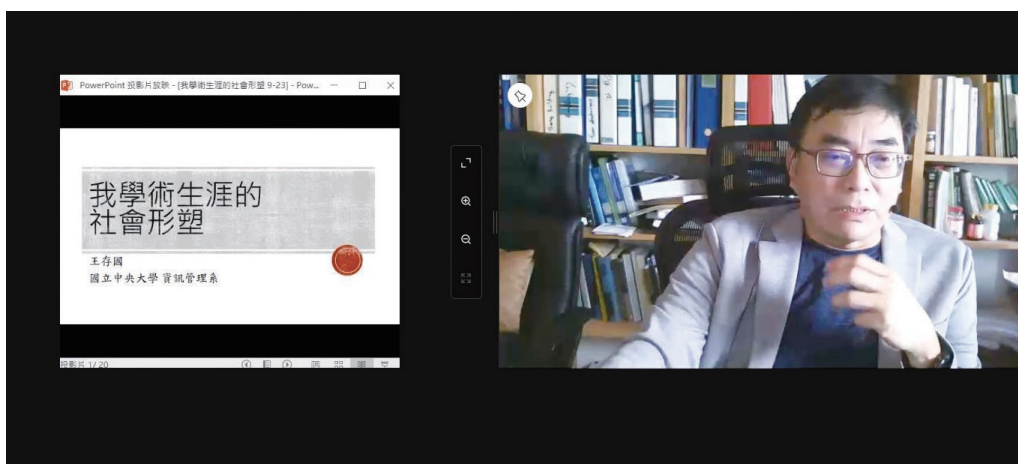 PowerPoint 投影片放映 - [我學術生涯的社會形塑 9-23] - Pow...
我學術生涯的
社會形塑
王存國
國立中央大學 資訊管理系
投影片 1/ 20